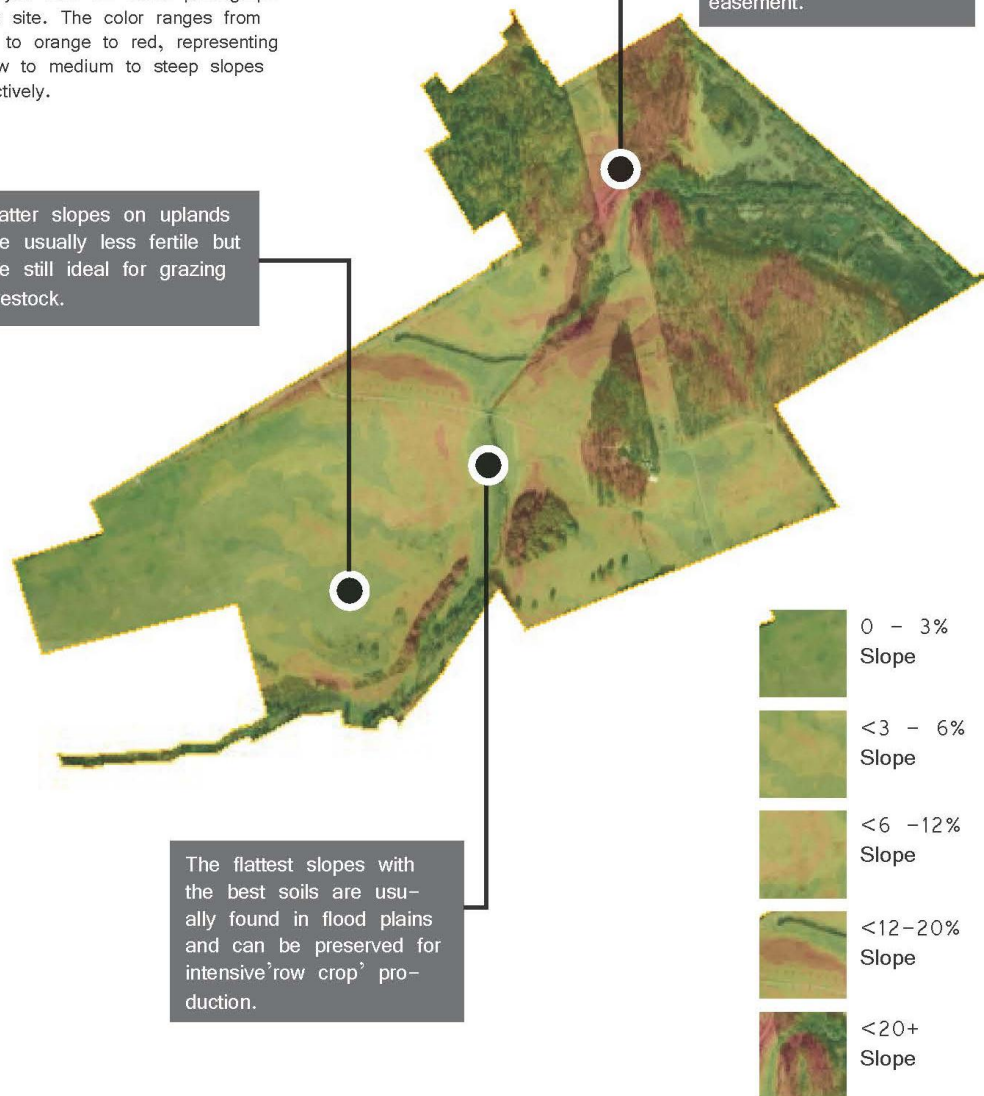 site. The color ranges from
to orange to red, representing
to medium to steep slopes
easement.
slopes on uplands
usually less fertile but
still ideal for grazing
The flattest slopes with
the best soils are usu-
ally found in flood plains
and can be preserved for
intensive'row crop' pro-
duction.
0 - 3%
Slope
<3 - 6%
Slope
<6 -12%
Slope
<12-20%
Slope
<20+
Slope